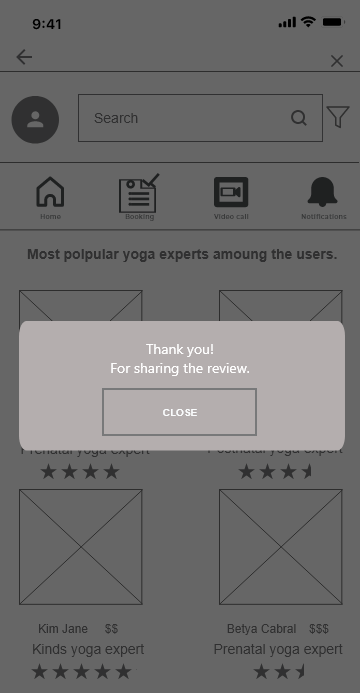 9:41
Search
Home
Booking
Video call
Notifications
Most polpular yoga experts amoung the users.
Thank you!
For sharing the review.
CLOSE
Prenatal yoga expert
Postnatal yoga expert
Kim Jane $$
Betya Cabral $$$
Kinds yoga expert
Prenatal yoga expert